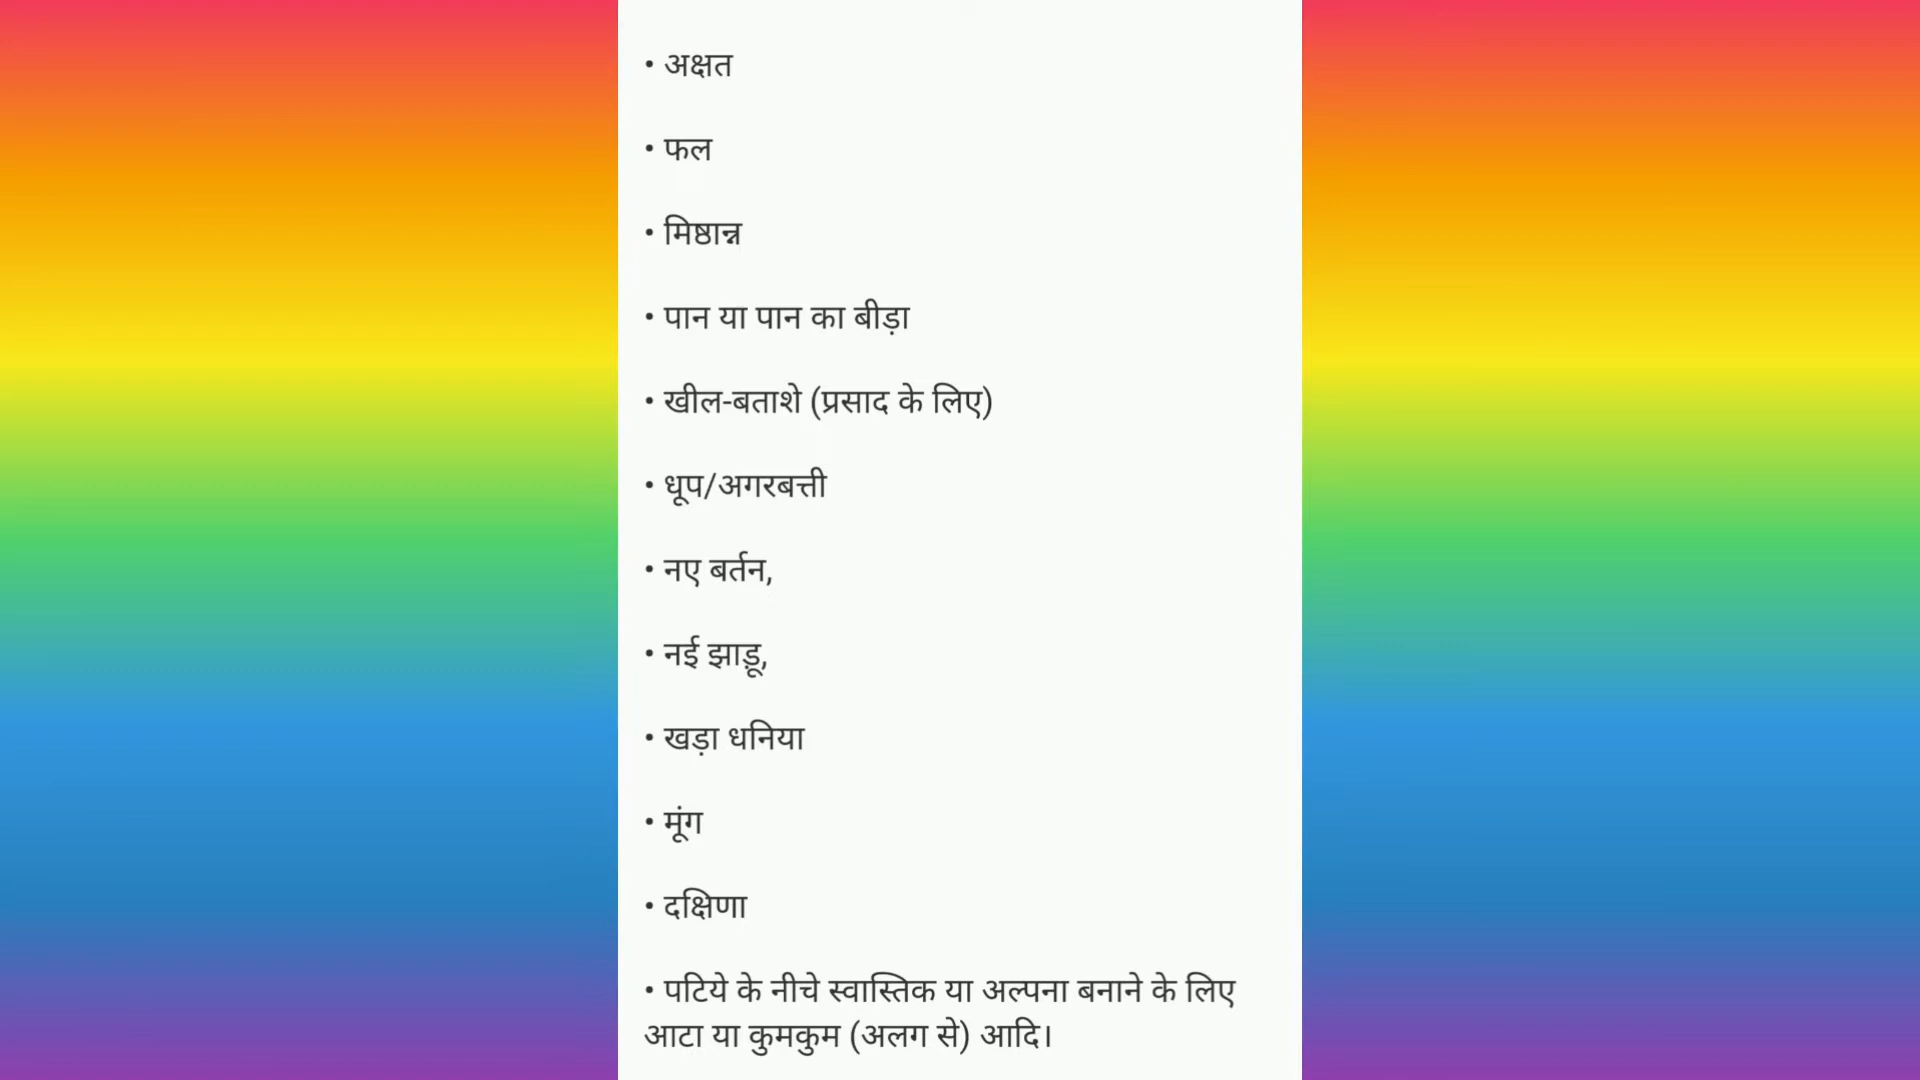 • अक्षत
• फल
• मिष्ठान्न
• पान या पान का बीड़ा
• खील-बताशे (प्रसाद के लिए)
• धूप/अगरबत्ती
• नए बर्तन,
• नई झाड़ू,
• खड़ा धनिया
• मूंग
• दक्षिणा
• पटिये के नीचे स्वास्तिक या अल्पना बनाने के लिए
आटा या कुमकुम (अलग से) आदि।